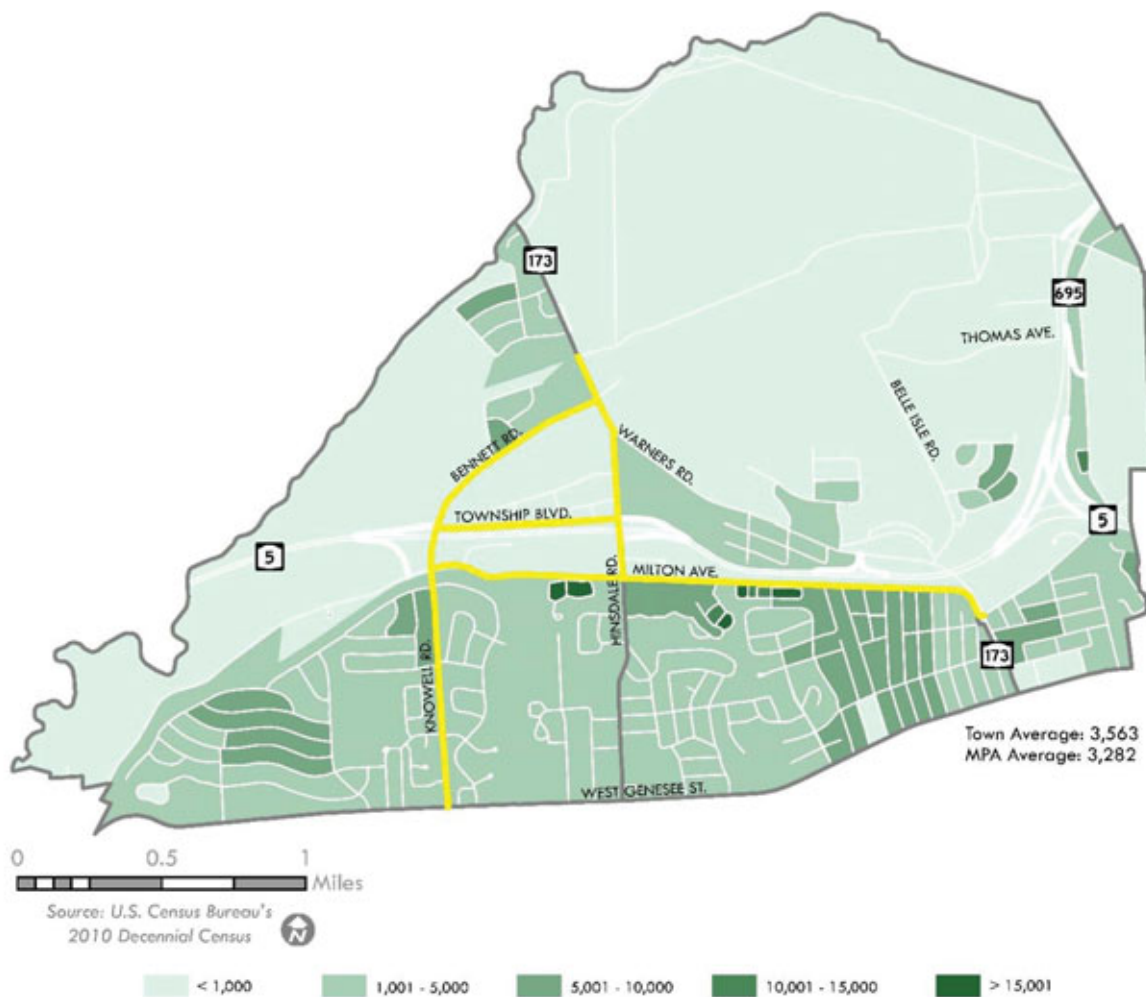 173
695
THOMAS AVE.
BELLE ISLE RD.
WARNERS RD.
BENNETT RD.
TOWNSHIP BLVD.
5
5
MILTON AVE.
HINSDALE RD.
KNOWELL RD.
173
Town Average: 3,563
MPA Average: 3,282
WEST GENESEE ST.
0 0.5 1
Miles
Source: U.S. Census Bureau's
2010 Decennial Census
N
< 1,000 1,001 - 5,000 5,001 - 10,000 10,001 - 15,000 > 15,001